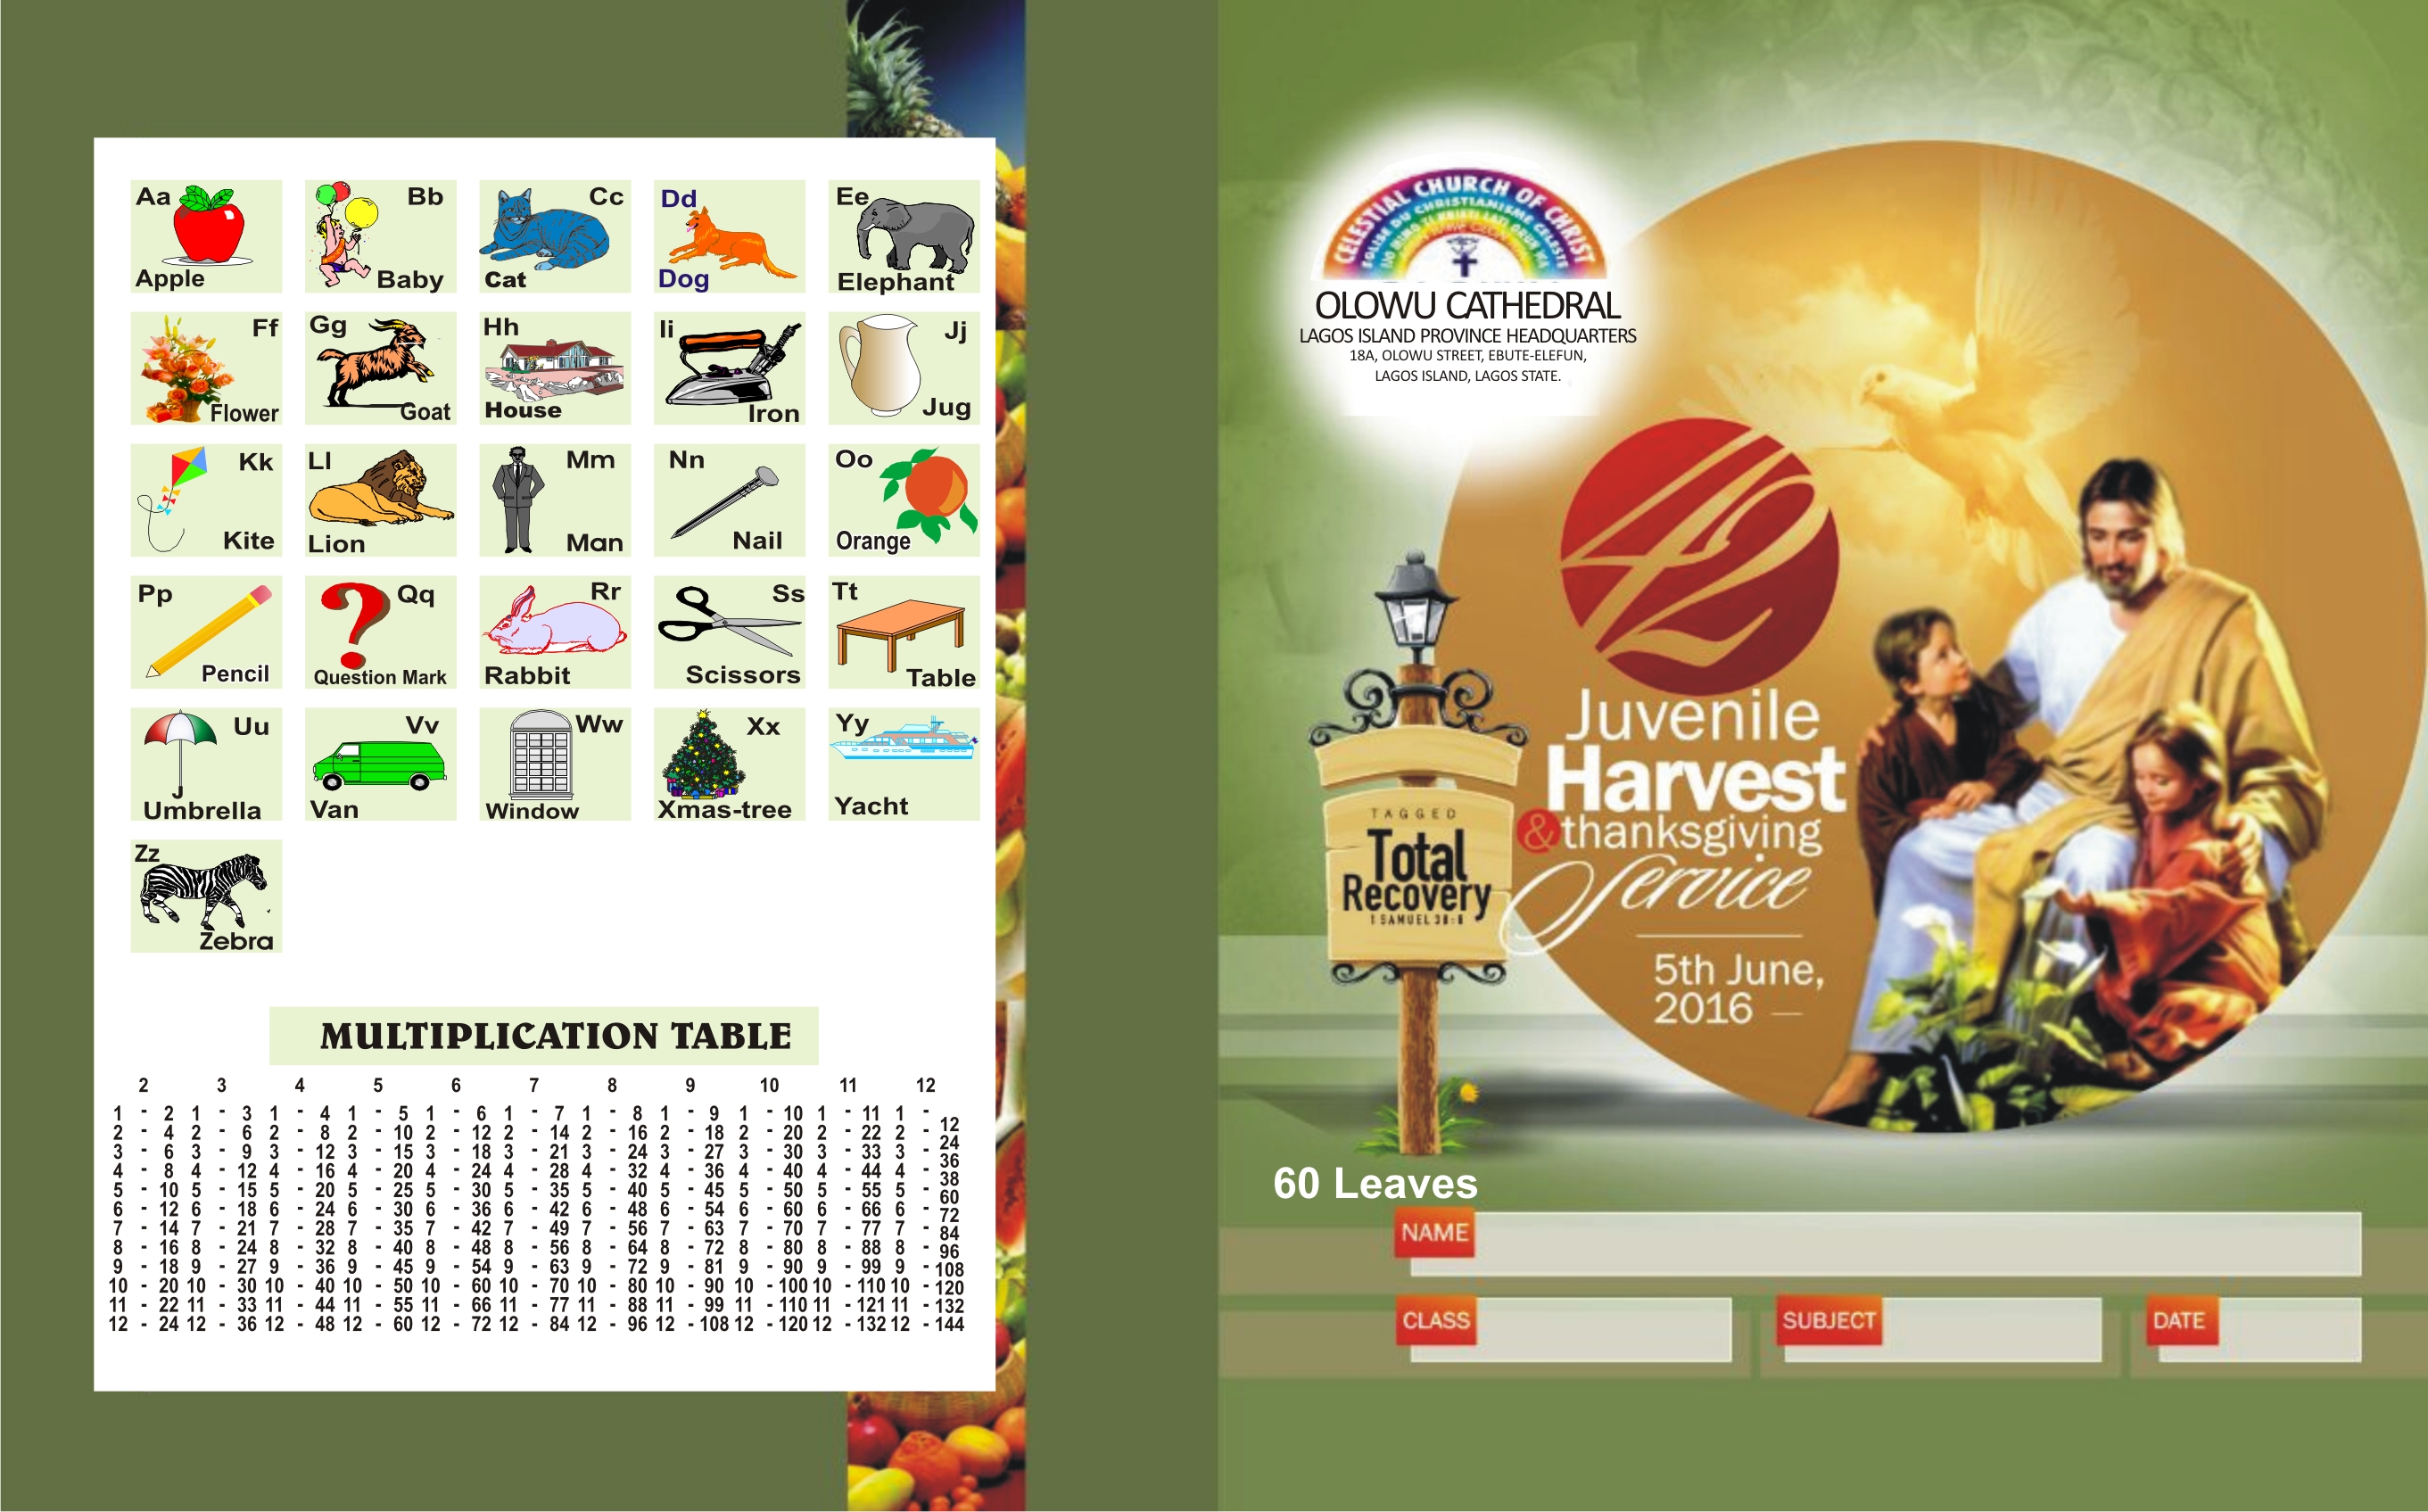 Aa
Apple
Bb
Baby
Cc
Cat
Dd
Dog
Ee
Elephant
Ff
Flower
Gg
Goat
Hh
House
Ii
Iron
Jj
Jug
Kk
Kite
Ll
Lion
Mm
Man
Nn
Nail
Oo
Orange
Pp
Pencil
Qq
Question Mark
Rr
Rabbit
Ss
Scissors
Tt
Table
Uu
Umbrella
Vv
Van
Ww
Window
Xx
Xmas-tree
Yy
Yacht
Zz
Zebra
MULTIPLICATION TABLE
2 3 4 5 6 7 8 9 10 11 12
1 - 2 1 - 3 1 - 4 1 - 5 1 - 6 1 - 7 1 - 8 1 - 9 1 - 10 1 - 11 1 - 12
2 - 4 2 - 6 2 - 8 2 - 10 2 - 12 2 - 14 2 - 16 2 - 18 2 - 20 2 - 22 2 - 24
3 - 6 3 - 9 3 - 12 3 - 15 3 - 18 3 - 21 3 - 24 3 - 27 3 - 30 3 - 33 3 - 36
4 - 8 4 - 12 4 - 16 4 - 20 4 - 24 4 - 28 4 - 32 4 - 36 4 - 40 4 - 44 4 - 38
5 - 10 5 - 15 5 - 20 5 - 25 5 - 30 5 - 35 5 - 40 5 - 45 5 - 50 5 - 55 5 - 60
6 - 12 6 - 18 6 - 24 6 - 30 6 - 36 6 - 42 6 - 48 6 - 54 6 - 60 6 - 66 6 - 72
7 - 14 7 - 21 7 - 28 7 - 35 7 - 42 7 - 49 7 - 56 7 - 63 7 - 70 7 - 77 7 - 84
8 - 16 8 - 24 8 - 32 8 - 40 8 - 48 8 - 56 8 - 64 8 - 72 8 - 80 8 - 88 8 - 96
9 - 18 9 - 27 9 - 36 9 - 45 9 - 54 9 - 63 9 - 72 9 - 81 9 - 90 9 - 99 9 - 108
10 - 20 10 - 30 10 - 40 10 - 50 10 - 60 10 - 70 10 - 80 10 - 90 10 - 100 10 - 110 10 - 120
11 - 22 11 - 33 11 - 44 11 - 55 11 - 66 11 - 77 11 - 88 11 - 99 11 - 110 11 - 121 11 - 132
12 - 24 12 - 36 12 - 48 12 - 60 12 - 72 12 - 84 12 - 96 12 - 108 12 - 120 12 - 132 12 - 144
CELESTIAL CHURCH OF CHRIST
EGLISE DU CHRISTIANISME CELESTE
OLOWU CATHEDRAL
LAGOS ISLAND PROVINCE HEADQUARTERS
18A, OLOWU STREET, EBUTE-ELEFUN,
LAGOS ISLAND, LAGOS STATE.
42
Juvenile
Harvest
& thanksgiving
Service
5th June,
2016
TAGGED
Total
Recovery
1 SAMUEL 30:8
60 Leaves
NAME
CLASS
SUBJECT
DATE